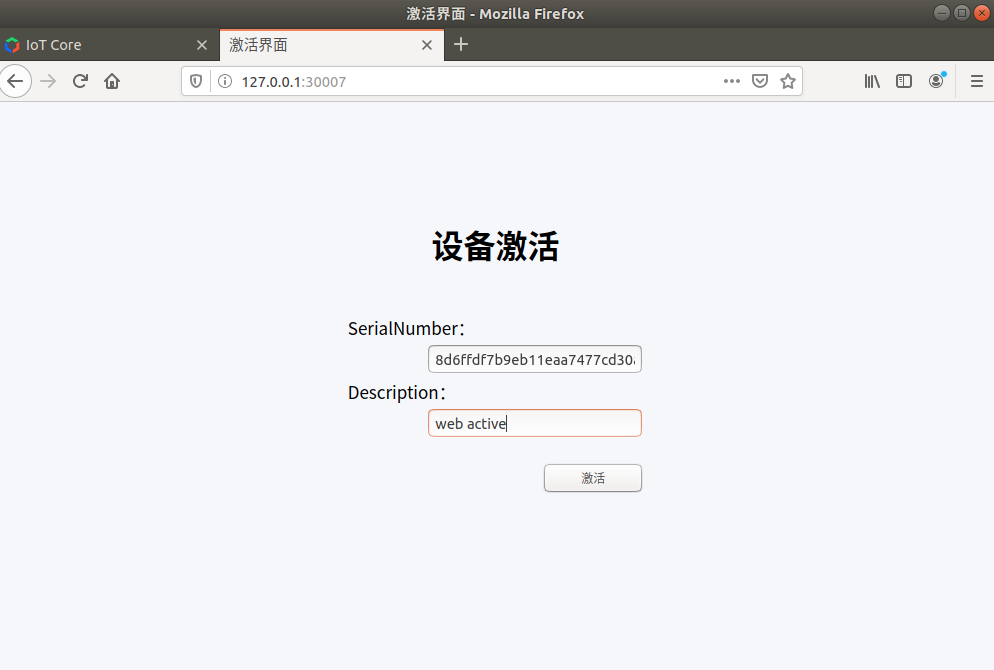 激活界面 - Mozilla Firefox
IoT Core
激活界面
127.0.0.1:30007
设备激活
SerialNumber：
8d6ffdf7b9eb11eaa7477cd30
Description：
web active
激活